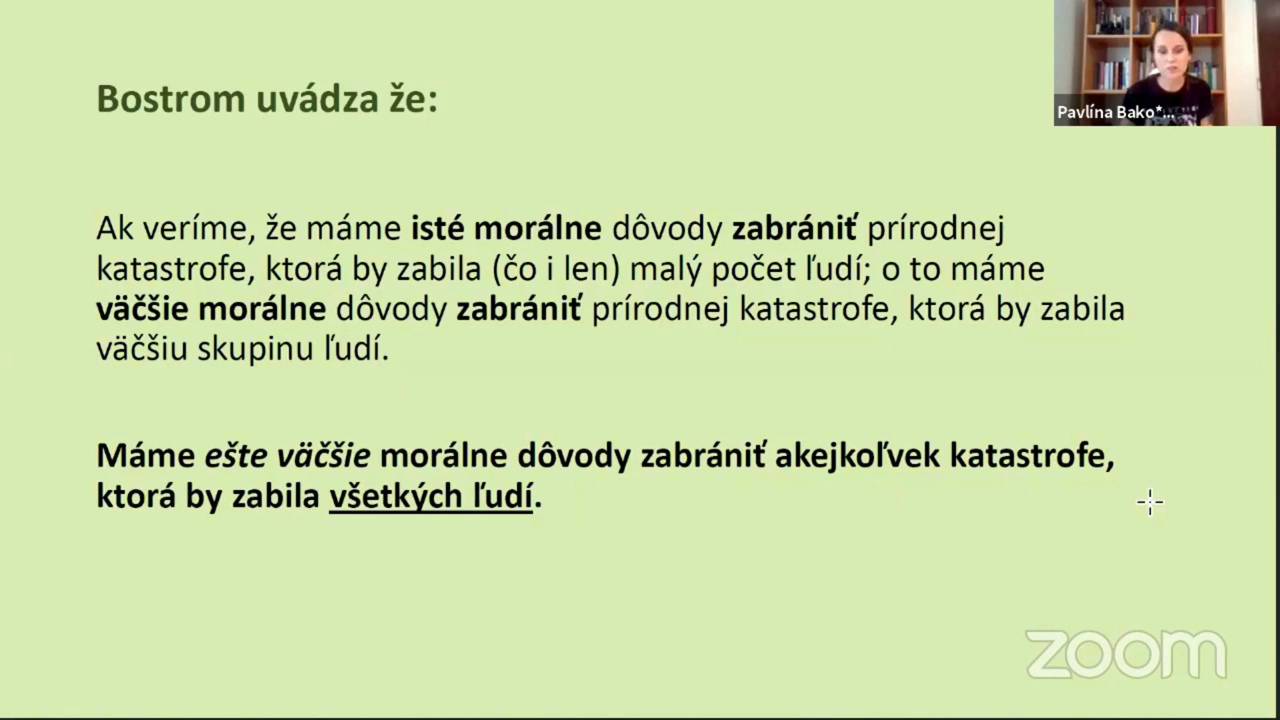 Bostrom uvádza že:
Pavlína Bako*...
Ak veríme, že máme isté morálne dôvody zabrániť prírodnej
katastrofe, ktorá by zabila (čo i len) malý počet ľudí; o to máme
väčšie morálne dôvody zabrániť prírodnej katastrofe, ktorá by zabila
väčšiu skupinu ľudí.
Máme ešte väčšie morálne dôvody zabrániť akejkoľvek katastrofe,
ktorá by zabila všetkých ľudí.
zoom